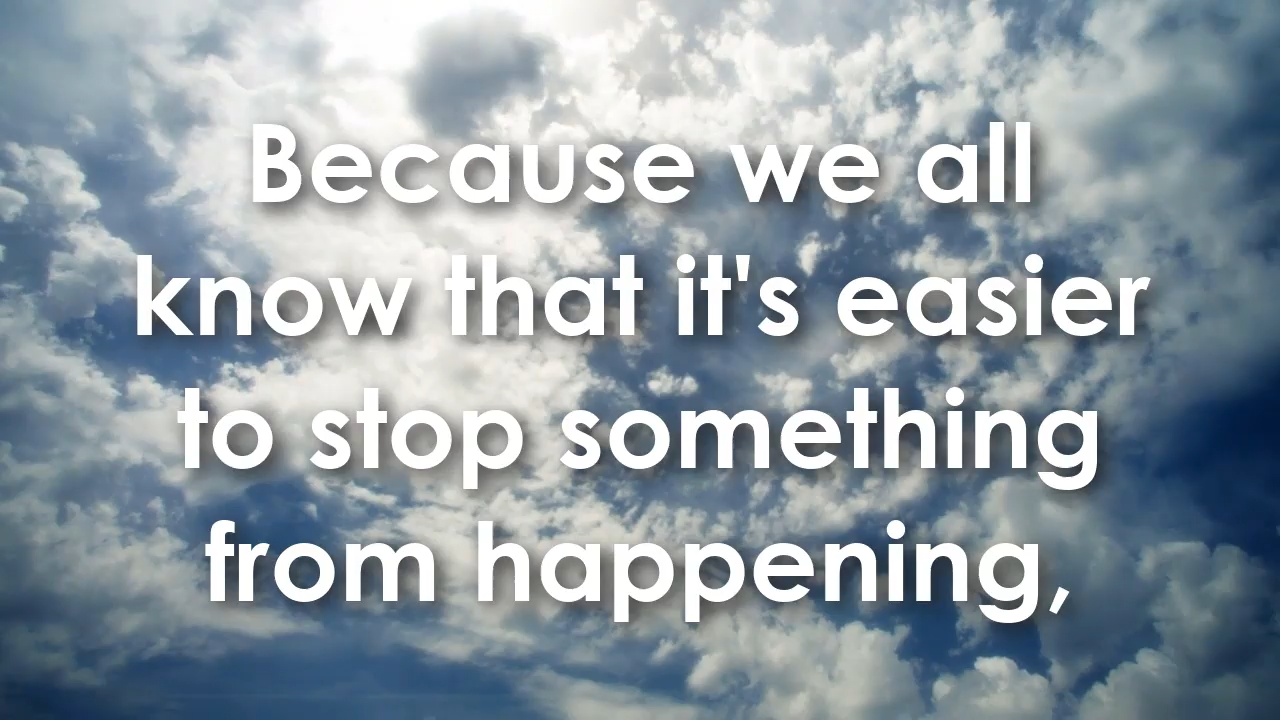 Because we all
know that it's easier
to stop something
from happening,